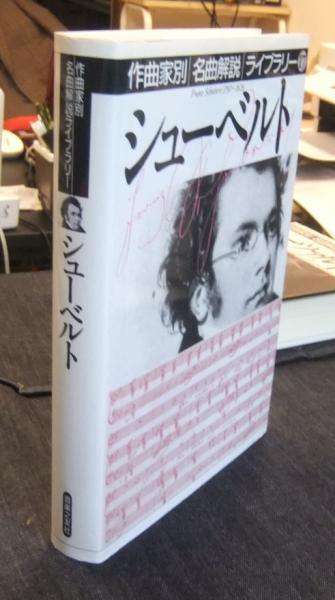 作曲家別 名曲解説 ライブラリー 17
Franz Schubert 1797-1828
シューベルト
作曲家別
名曲解説ライブラリー
シューベルト
音楽之友社